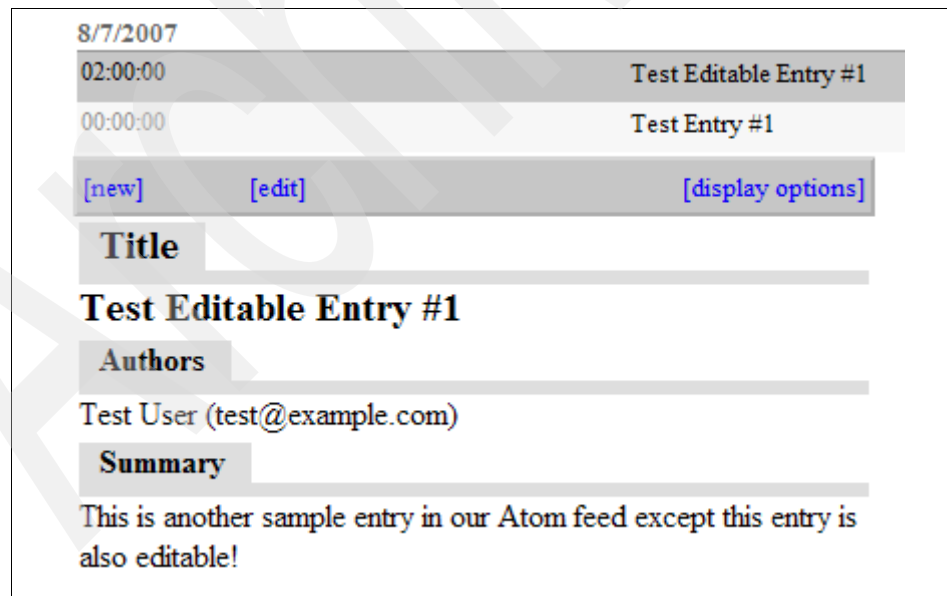 8/7/2007
02:00:00 Test Editable Entry #1
00:00:00 Test Entry #1
[new] [edit] [display options]
Title
Test Editable Entry #1
Authors
Test User (test@example.com)
Summary
This is another sample entry in our Atom feed except this entry is
also editable!